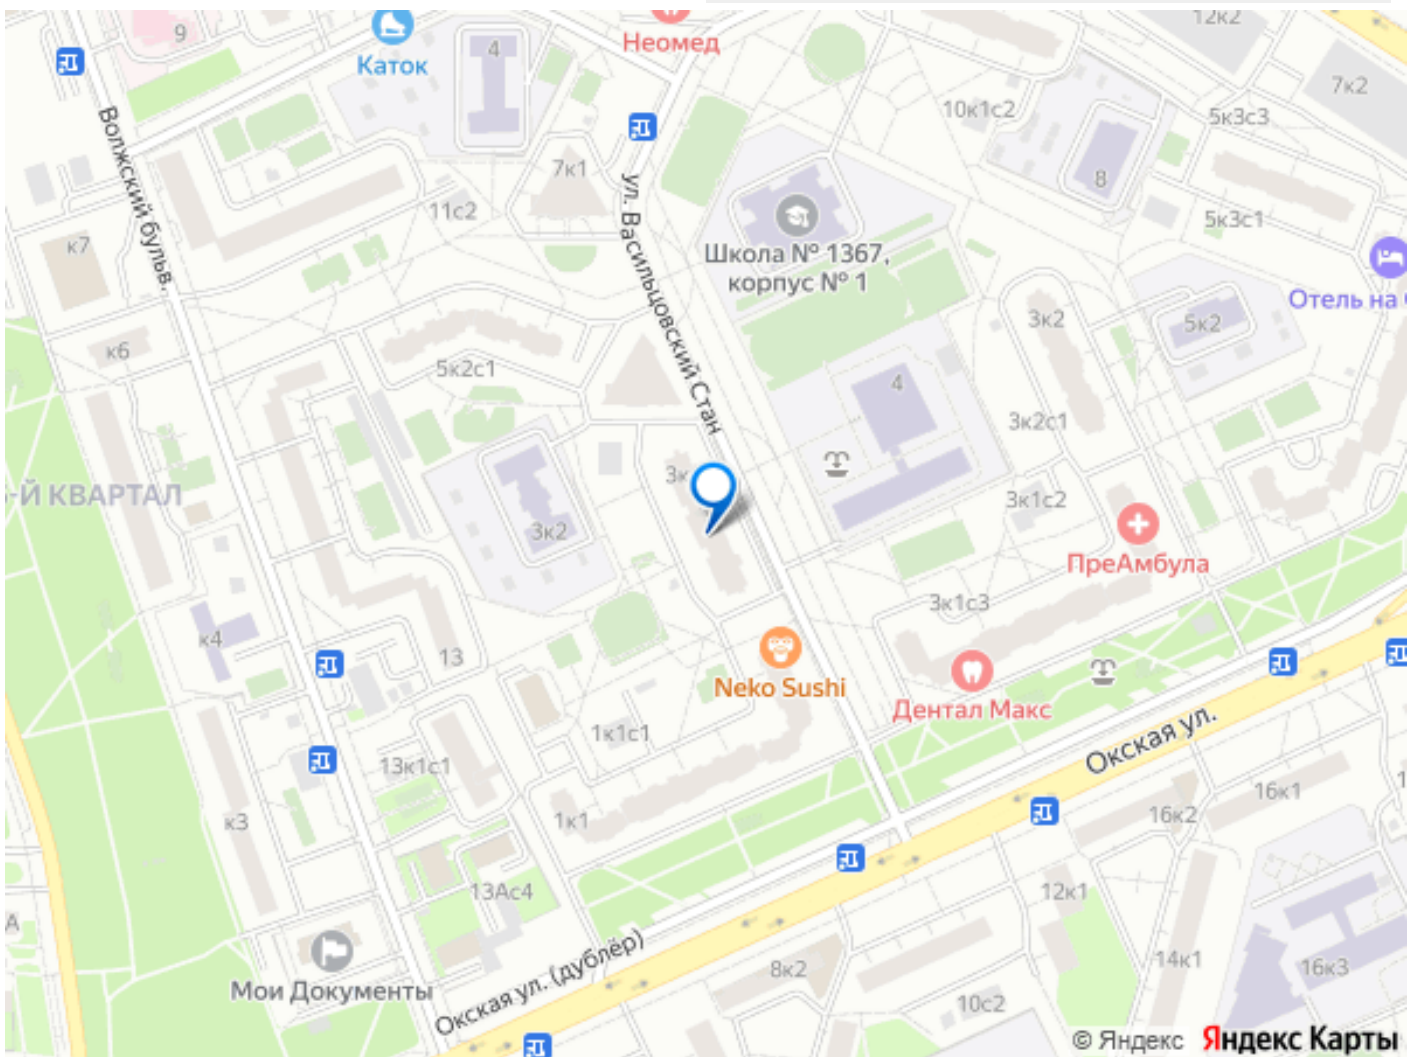 12к2
9
4
Неомед
Каток
7к2
10к1с2
5к3с3
Волжский бульв.
7к1
8
ул. Васильцовский Стан
11с2
5к3с1
к7
Школа № 1367,
корпус № 1
Отель на
3к2
5к2
к6
5к2с1
4
3к2с1
-Й КВАРТАЛ
3к1с2
3к2
ПреАмбула
3к1с3
к4
13
Neko Sushi
Дентал Макс
1к1с1
Окская ул.
13к1с1
16к1
1к1
16к2
к3
13Ас4
12к1
А
Окская ул. (дублёр)
14к1
8к2
16к3
Мои Документы
10с2
© Яндекс Яндекс Карты